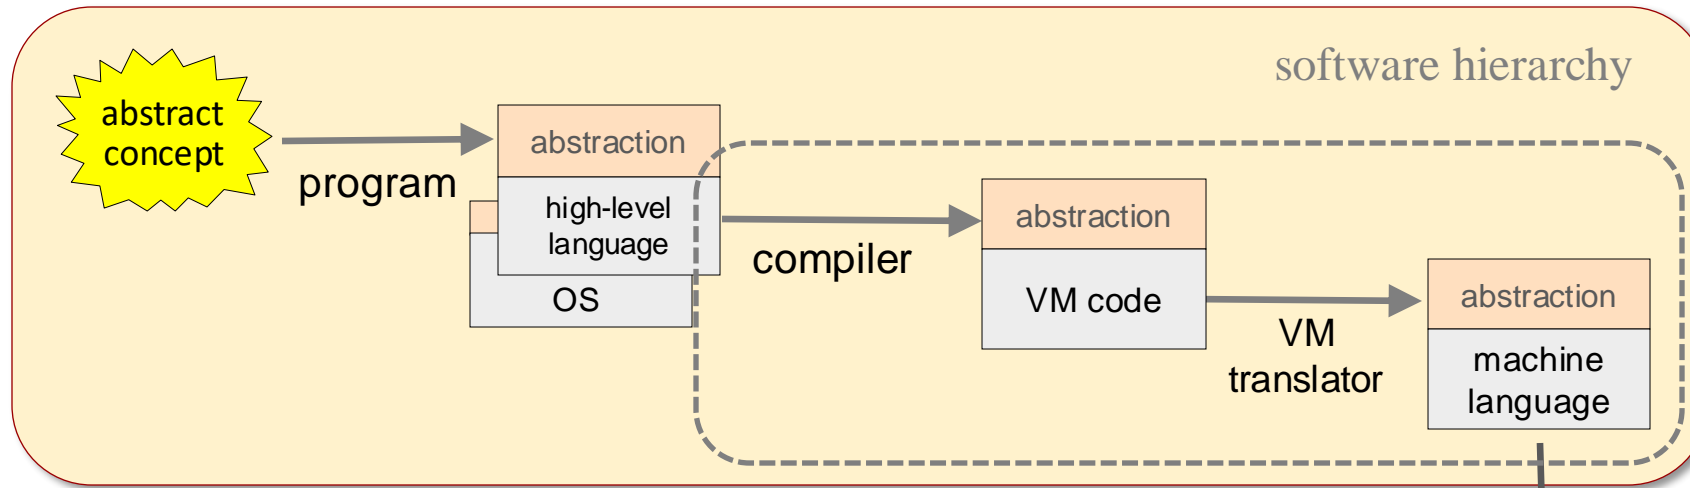 software hierarchy
abstract
concept
program
abstraction
high-level
language
OS
compiler
abstraction
VM code
VM
translator
abstraction
machine
language